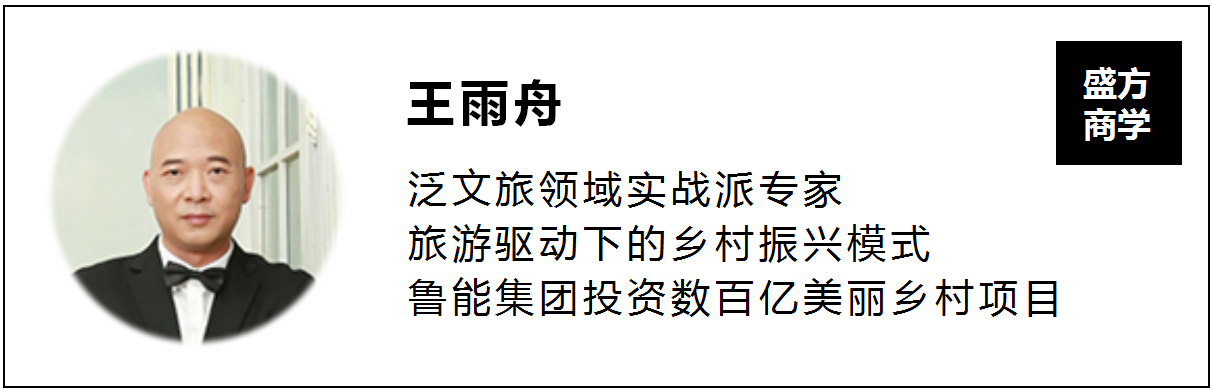 王雨舟
盛方
商学
泛文旅领域实战派专家
旅游驱动下的乡村振兴模式
鲁能集团投资数百亿美丽乡村项目